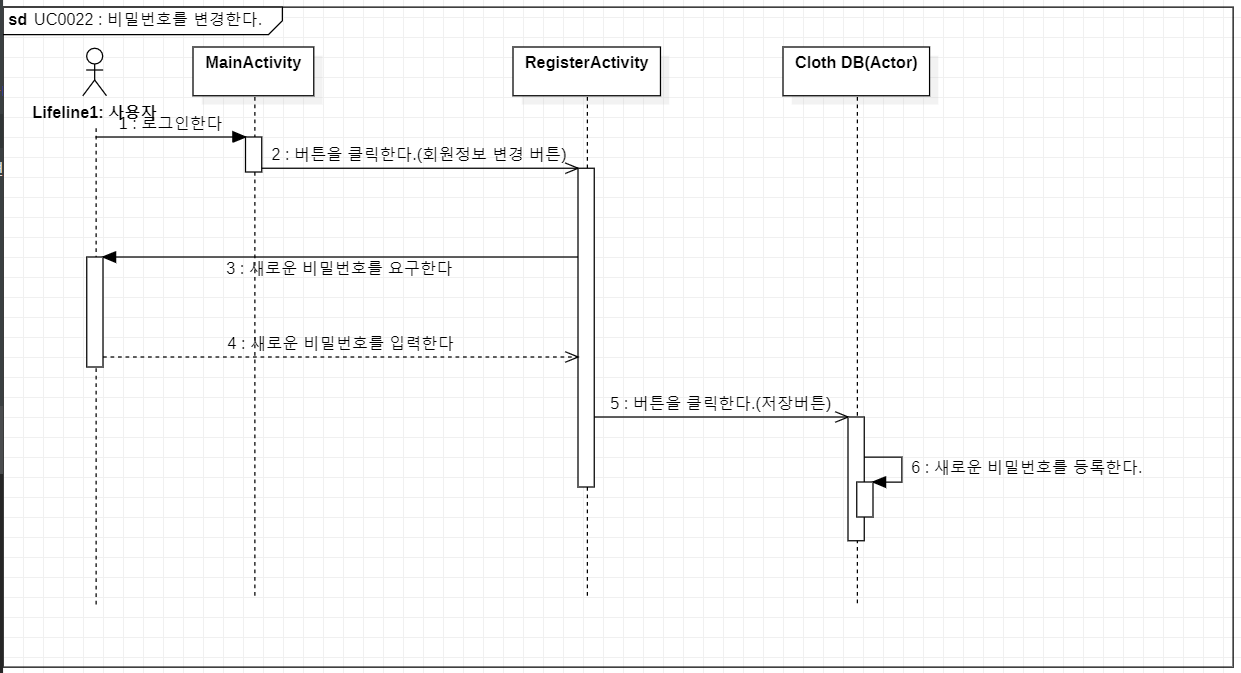 sd UC0022 : 비밀번호를 변경한다.
MainActivity
RegisterActivity
Cloth DB(Actor)
Lifeline1: 사용자
1 : 로그인한다
2 : 버튼을 클릭한다.(회원정보 변경 버튼)
3 : 새로운 비밀번호를 요구한다
4 : 새로운 비밀번호를 입력한다
5 : 버튼을 클릭한다.(저장버튼)
6 : 새로운 비밀번호를 등록한다.